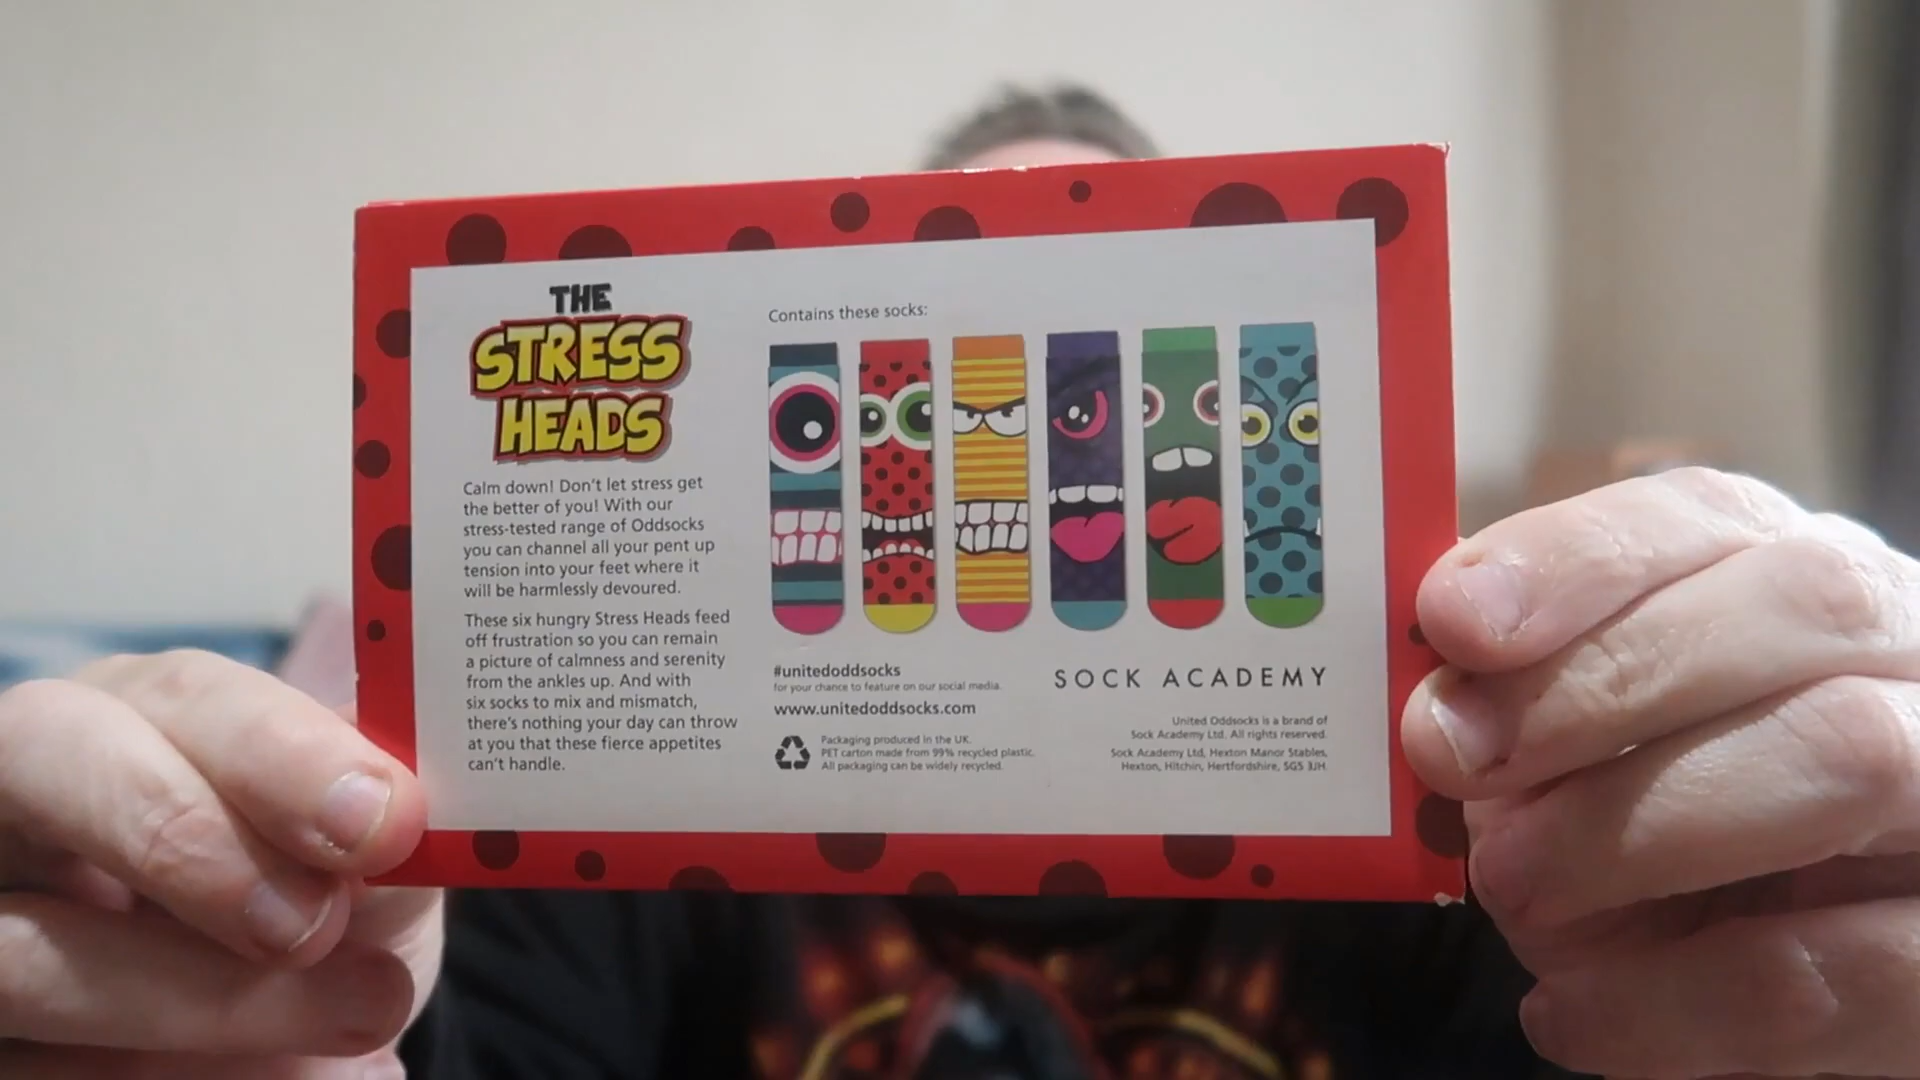 THE
STRESS
HEADS
Calm down! Don't let stress get
the better of you! With our
stress-tested range of Oddsocks
you can channel all your pent up
tension into your feet where it
will be harmlessly devoured.
These six hungry Stress Heads feed
off frustration so you can remain
a picture of calmness and serenity
from the ankles up. And with
six socks to mix and mismatch,
there's nothing your day can throw
at you that these fierce appetites
can't handle.
Contains these socks:
#unitedoddsocks
for your chance to feature on our social media.
www.unitedoddsocks.com
Packaging produced in the UK.
PET carton made from 99% recycled plastic.
All packaging can be widely recycled.
SOCK ACADEMY
United Oddsocks is a brand of
Sock Academy Ltd. All rights reserved.
Sock Academy Ltd, Hexton Manor Stables,
Hexton, Hitchin, Hertfordshire, SG5 3JH.